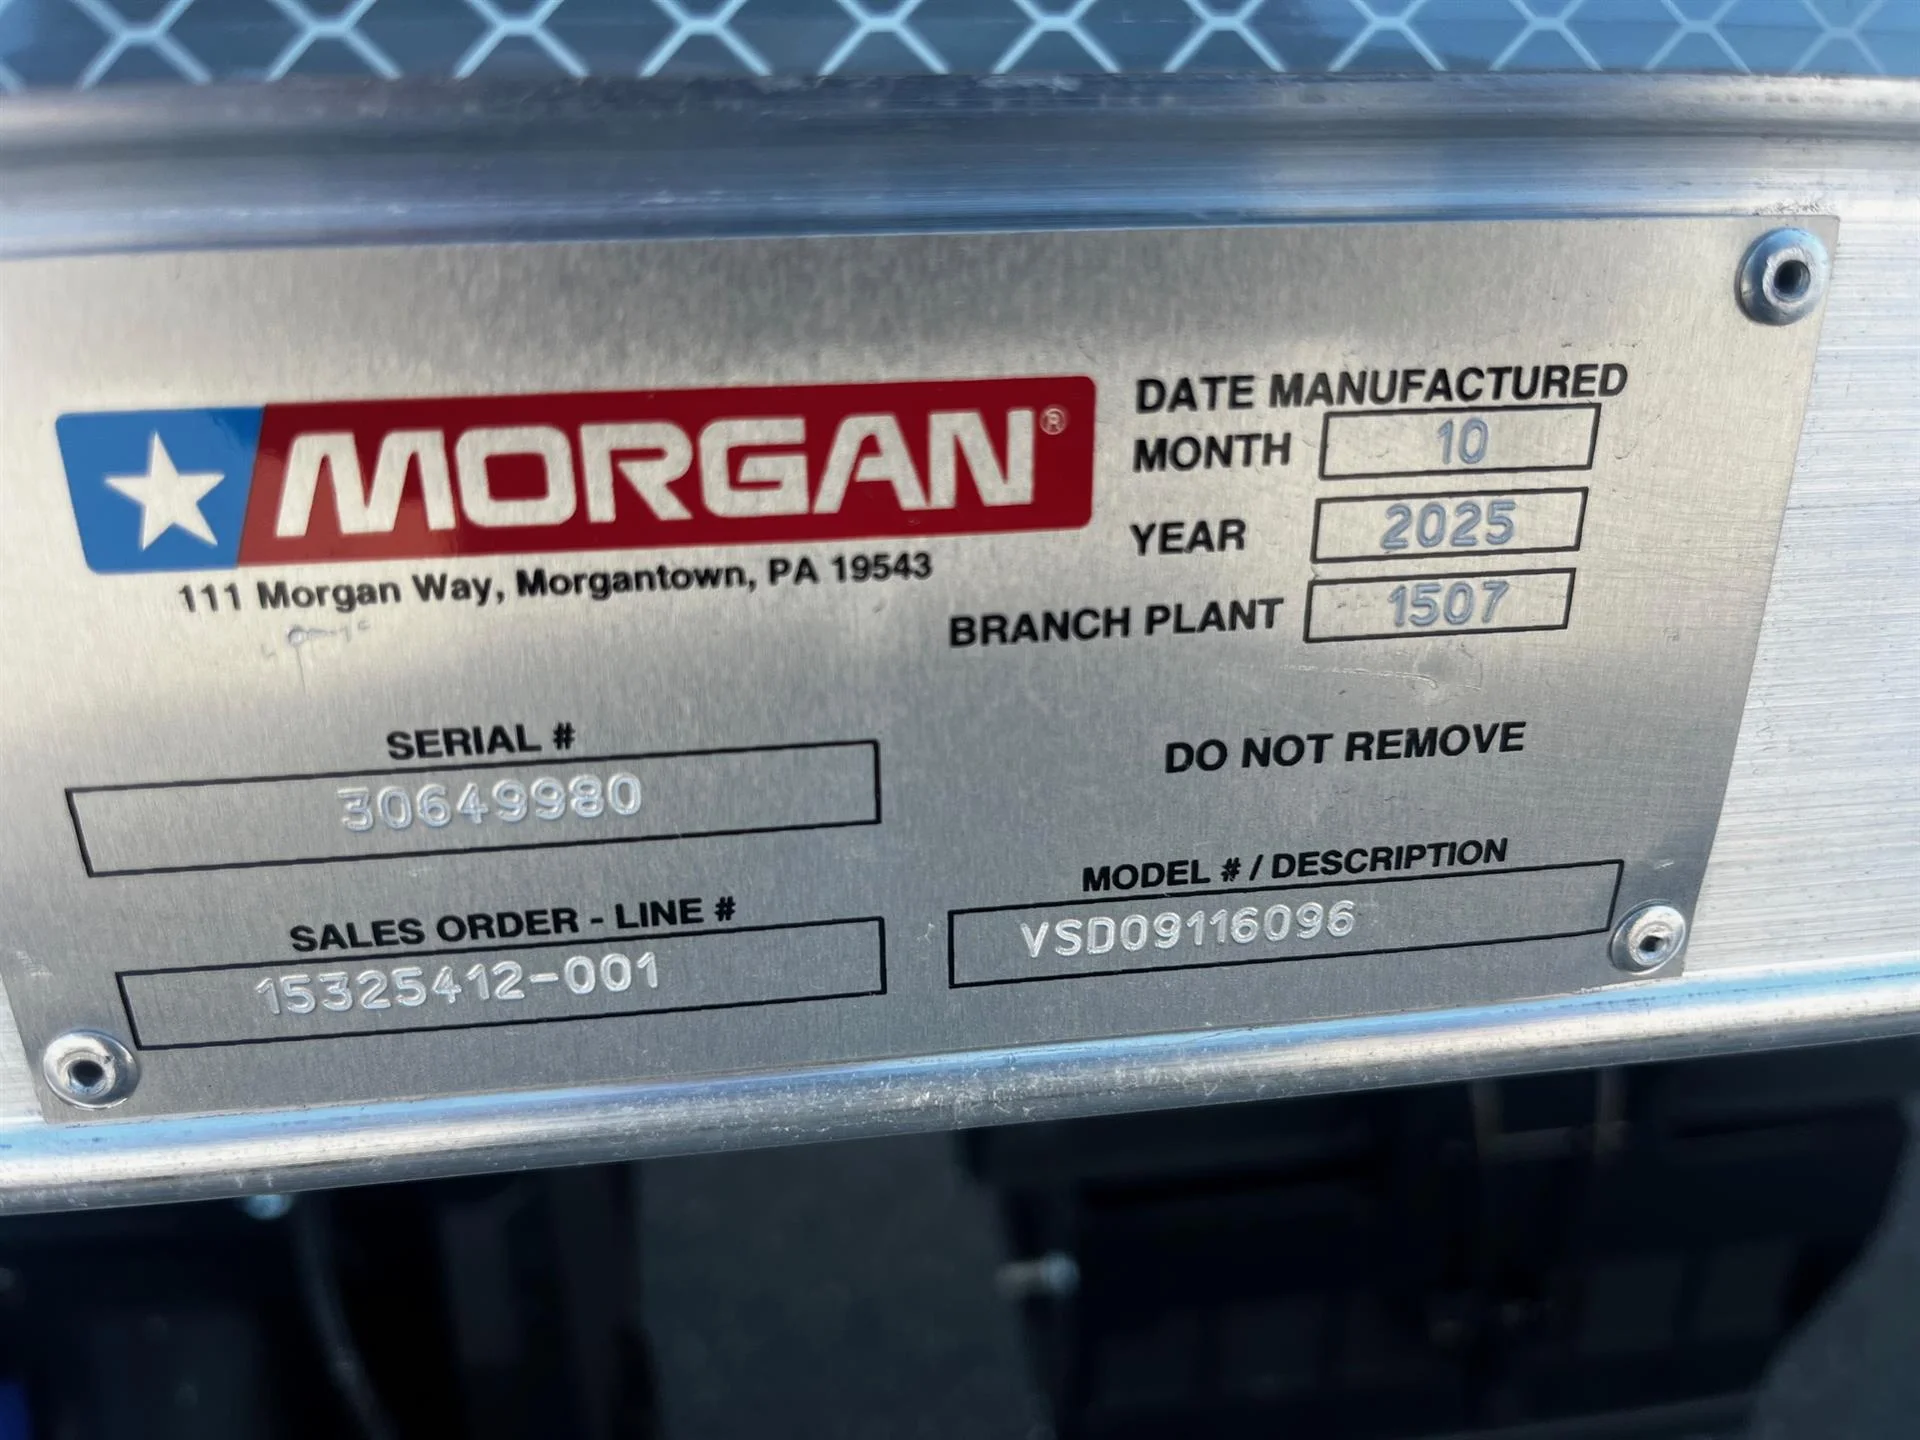 MORGAN®
111 Morgan Way, Morgantown, PA 19543
DATE MANUFACTURED
MONTH 10
YEAR 2025
BRANCH PLANT 1507
SERIAL #
30649980
DO NOT REMOVE
SALES ORDER - LINE #
15325412-001
MODEL # / DESCRIPTION
VSD09116096